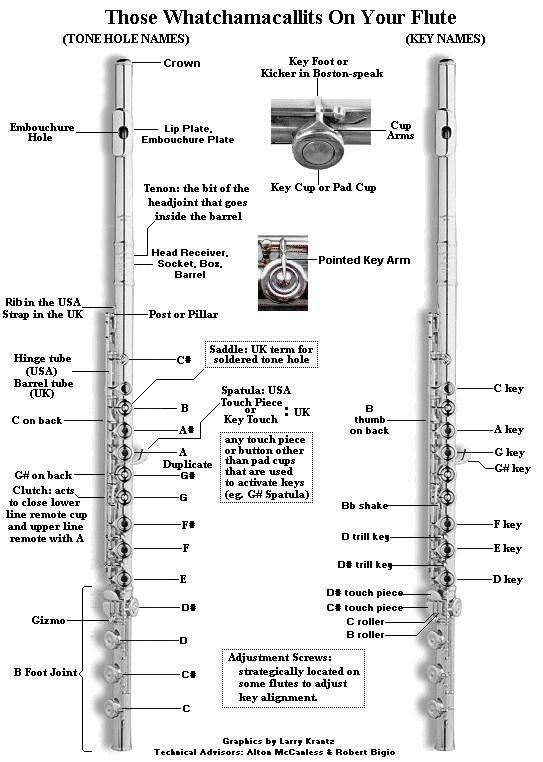 Those Whatchamacallits On Your Flute
(TONE HOLE NAMES)
(KEY NAMES)
Crown
Key Foot or
Kicker in Boston-speak
Embouchure
Hole
Lip Plate,
Embouchure Plate
Cup
Arms
Key Cup or Pad Cup
Tenon: the bit of the
headjoint that goes
inside the barrel
Head Receiver,
Socket, Box,
Barrel
Pointed Key Arm
Rib in the USA
Strap in the UK
Post or Pillar
Hinge tube
(USA)
Barrel tube
(UK)
C#
Saddle: UK term for
soldered tone hole
C on back
B
A#
A
Duplicate
G#
Spatula: USA
Touch Piece
or
Key Touch
: UK
any touch piece
or button other
than pad cups
that are used
to activate keys
(eg. G# Spatula)
G# on back
Clutch: acts
to close lower
line remote cup
and upper line
remote with A
G
F#
F
E
D#
Gizmo
D
B Foot Joint
C#
C
C key
B
thumb
on back
A key
G key
G# key
Bb shake
F key
D trill key
E key
D# trill key
D key
D# touch piece
C# touch piece
C roller
B roller
Adjustment Screws:
strategically located on
some flutes to adjust
key alignment.
Graphics by Larry Krantz
Technical Advisors: Alton McCanless & Robert Bigio